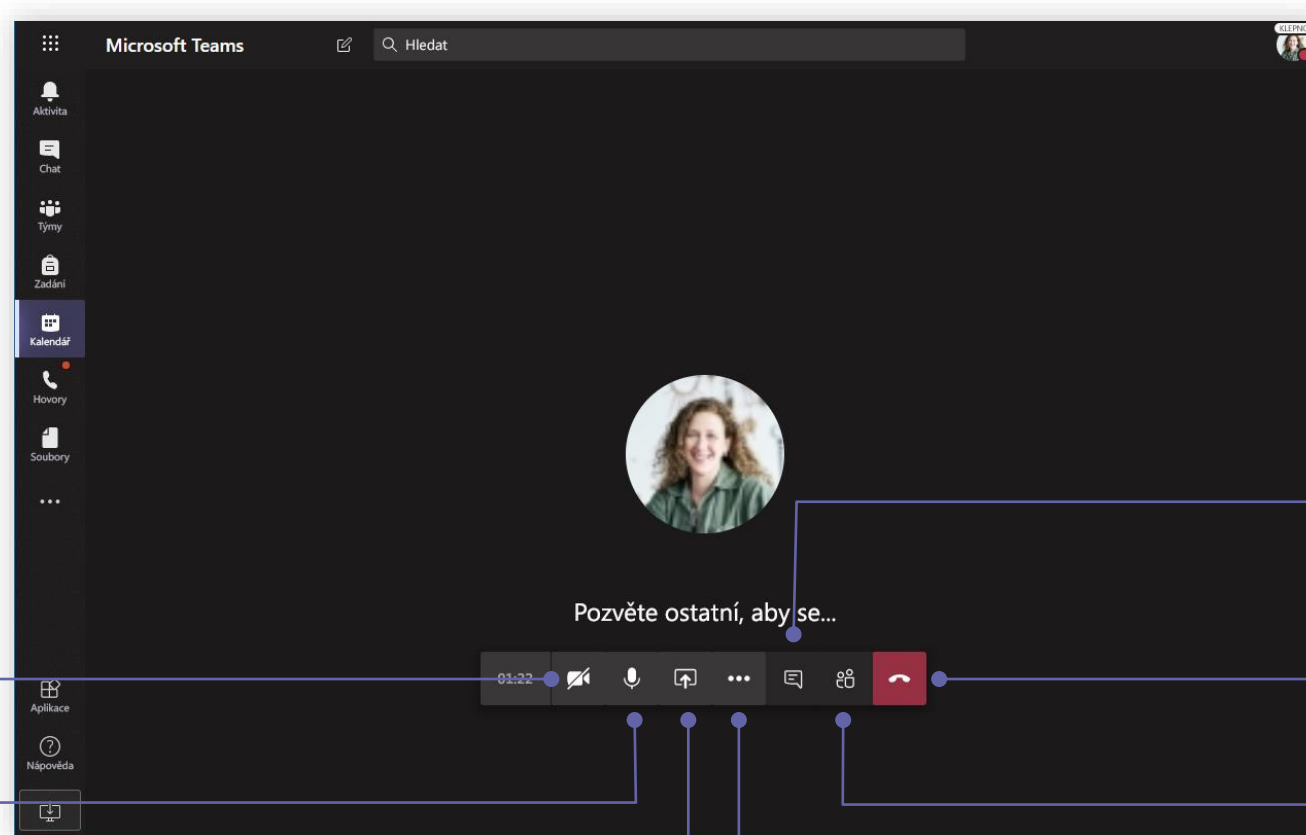 Microsoft Teams
Hledat
Aktivita
Chat
Týmy
Zadání
Kalendář
Hovory
Soubory
Pozvěte ostatní, aby se...
01:22
Aplikace
Nápověda